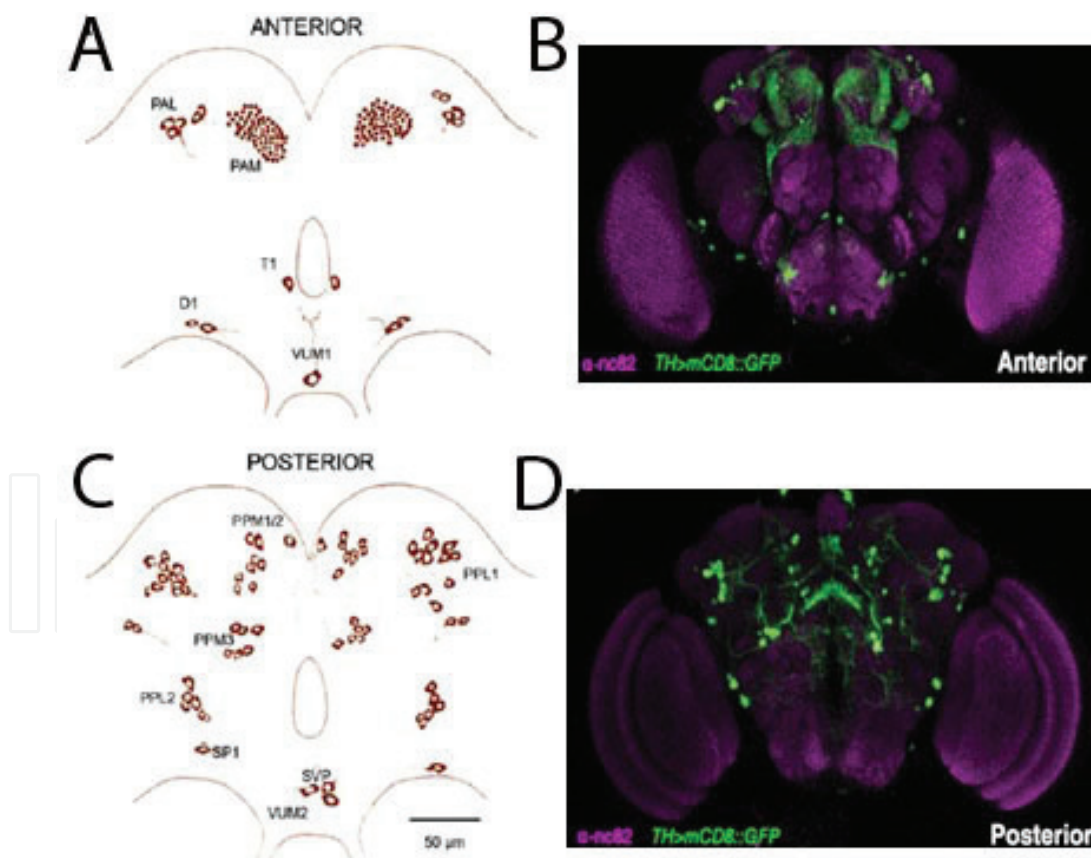 A
ANTERIOR
PAL
PAM
T1
D1
VUM1
B
α-nc82 TH>mCD8::GFP
Anterior
C
POSTERIOR
PPM1/2
PPL1
PPM3
PPL2
SP1
SVP
VUM2
50 µm
D
α-nc82 TH>mCD8::GFP
Posterior